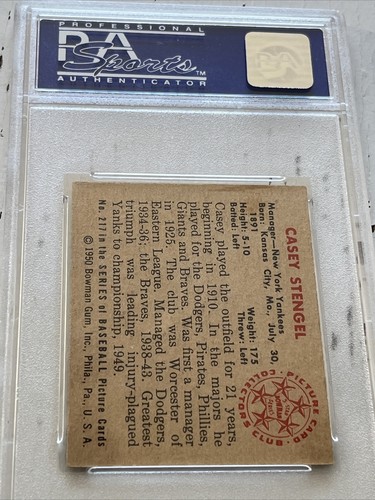 PROFESSIONAL
PSA
Sports™
AUTHENTICATOR
CASEY STENGEL
Manager—New York Yankees
Born: Kansas City, Mo., July 30,
1891
Height: 5-10 Weight: 175
Batted: Left Threw: Left
Casey played the outfield for 21 years,
beginning in 1910. In the majors he
played for the Dodgers, Pirates, Phillies,
Giants and Braves. Was first a manager
in 1925. The club was Worcester of
Eastern League. Managed the Dodgers,
1934-36; the Braves, 1938-43. Greatest
triumph was leading injury-plagued
Yanks to championship, 1949.
No. 217 in the SERIES of BASEBALL Picture Cards
© 1950 Bowman Gum, Inc., Phila., Pa., U. S. A.
PICTURE CARD
COLLECTORS CLUB